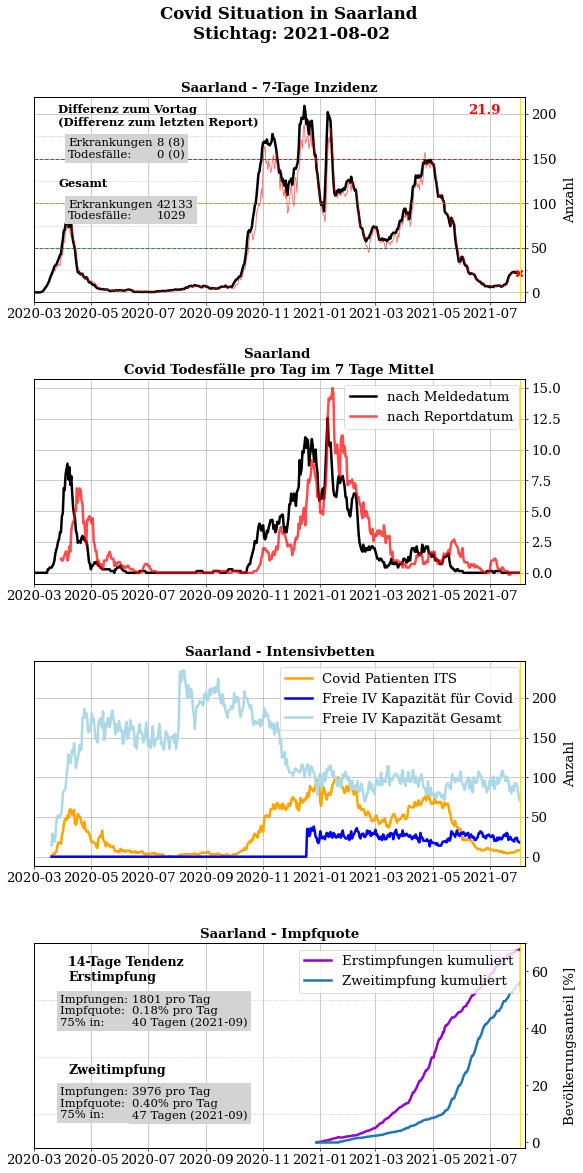 Covid Situation in Saarland
Stichtag: 2021-08-02
Saarland - 7-Tage Inzidenz
Differenz zum Vortag
(Differenz zum letzten Report)
Erkrankungen 8 (8)
Todesfälle: 0 (0)
Gesamt
Erkrankungen 42133
Todesfälle: 1029
21.9
200
150
100
50
0
Anzahl
2020-03 2020-05 2020-07 2020-09 2020-11 2021-01 2021-03 2021-05 2021-07
Saarland
Covid Todesfälle pro Tag im 7 Tage Mittel
nach Meldedatum
nach Reportdatum
15.0
12.5
10.0
7.5
5.0
2.5
0.0
2020-03 2020-05 2020-07 2020-09 2020-11 2021-01 2021-03 2021-05 2021-07
Saarland - Intensivbetten
Covid Patienten ITS
Freie IV Kapazität für Covid
Freie IV Kapazität Gesamt
200
150
100
50
0
Anzahl
2020-03 2020-05 2020-07 2020-09 2020-11 2021-01 2021-03 2021-05 2021-07
Saarland - Impfquote
14-Tage Tendenz
Erstimpfung
Impfungen: 1801 pro Tag
Impfquote: 0.18% pro Tag
75% in: 40 Tagen (2021-09)
Zweitimpfung
Impfungen: 3976 pro Tag
Impfquote: 0.40% pro Tag
75% in: 47 Tagen (2021-09)
Erstimpfungen kumuliert
Zweitimpfung kumuliert
60
40
20
0
Bevölkerungsanteil [%]
2020-03 2020-05 2020-07 2020-09 2020-11 2021-01 2021-03 2021-05 2021-07